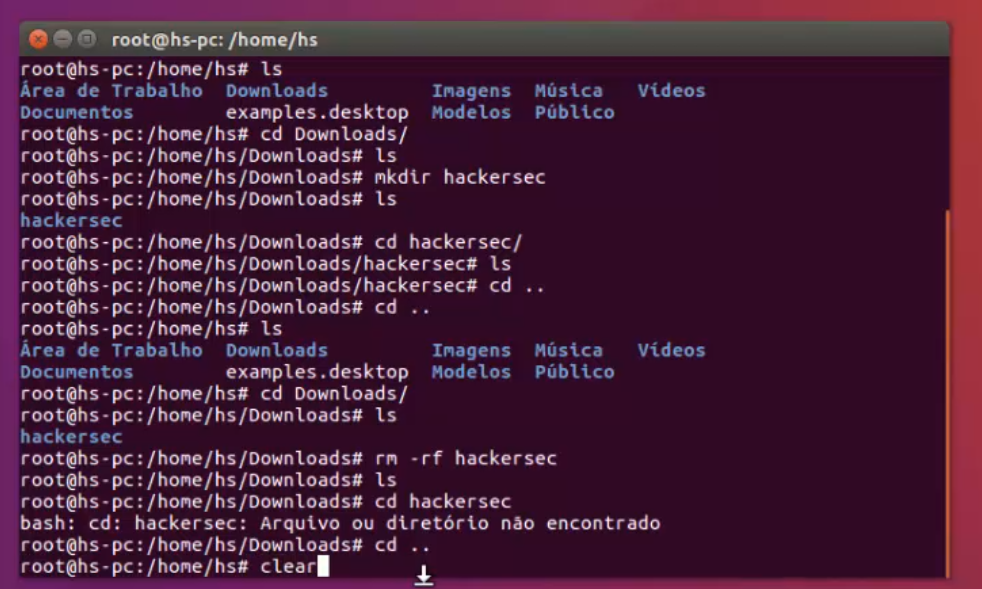 root@hs-pc: /home/hs
root@hs-pc:/home/hs# ls
Área de Trabalho  Downloads         Imagens  Música   Vídeos
Documentos        examples.desktop  Modelos  Público
root@hs-pc:/home/hs# cd Downloads/
root@hs-pc:/home/hs/Downloads# ls
root@hs-pc:/home/hs/Downloads# mkdir hackersec
root@hs-pc:/home/hs/Downloads# ls
hackersec
root@hs-pc:/home/hs/Downloads# cd hackersec/
root@hs-pc:/home/hs/Downloads/hackersec# ls
root@hs-pc:/home/hs/Downloads/hackersec# cd ..
root@hs-pc:/home/hs/Downloads# cd ..
root@hs-pc:/home/hs# ls
Área de Trabalho  Downloads         Imagens  Música   Vídeos
Documentos        examples.desktop  Modelos  Público
root@hs-pc:/home/hs# cd Downloads/
root@hs-pc:/home/hs/Downloads# ls
hackersec
root@hs-pc:/home/hs/Downloads# rm -rf hackersec
root@hs-pc:/home/hs/Downloads# ls
root@hs-pc:/home/hs/Downloads# cd hackersec
bash: cd: hackersec: Arquivo ou diretório não encontrado
root@hs-pc:/home/hs/Downloads# cd ..
root@hs-pc:/home/hs# clear